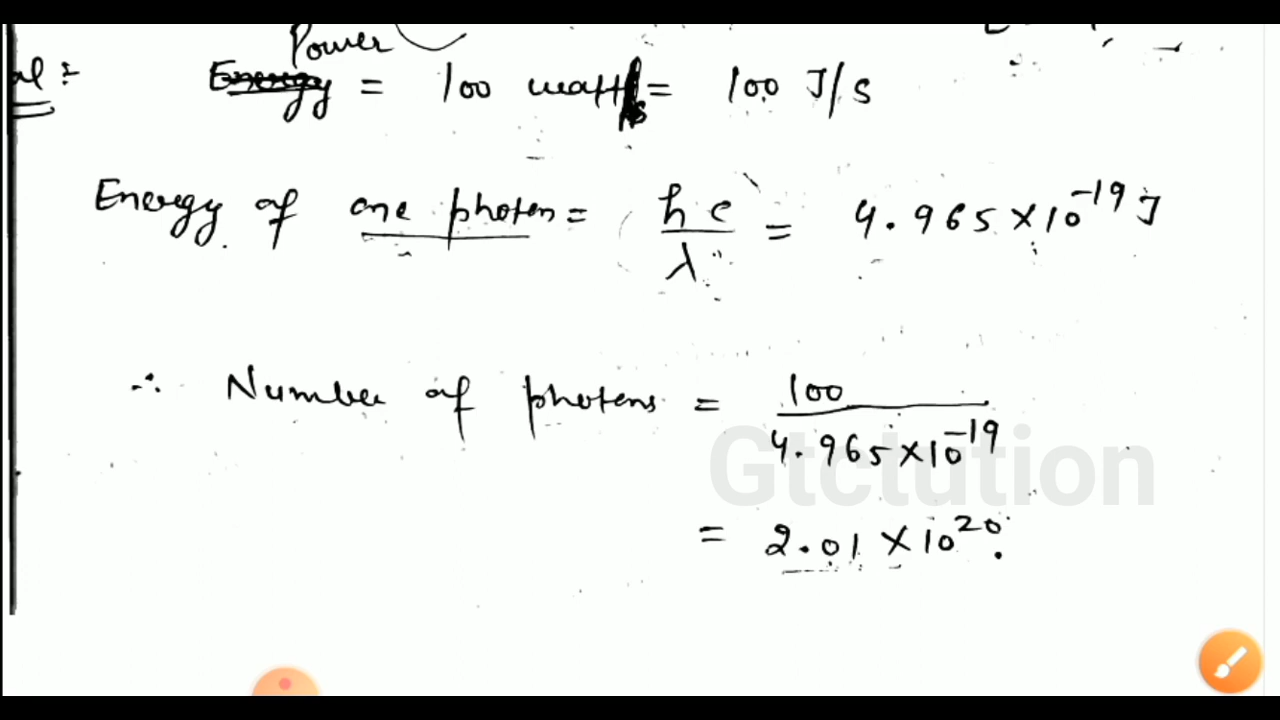 Power
al :
Energy = 100 watts = 100 J/s
Energy of one photon = hc/λ = 4.965 × 10⁻¹⁹ J
∴ Number of photons = 100/4.965 × 10⁻¹⁹
Gtctution
= 2.01 × 10²⁰.